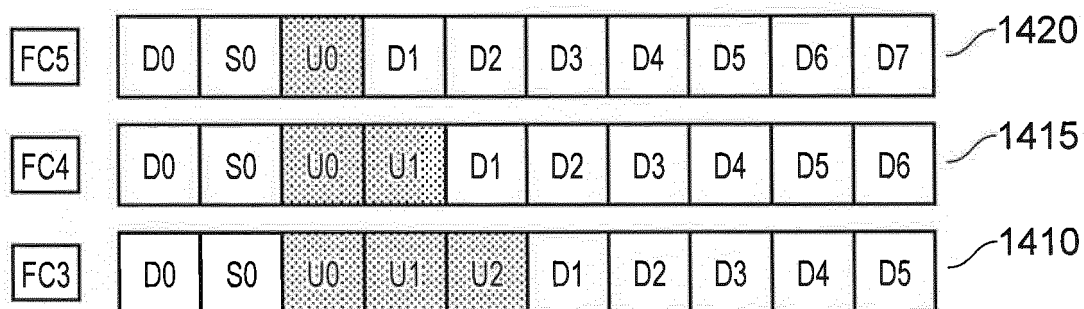 FC5 D0 S0 U0 D1 D2 D3 D4 D5 D6 D7 1420
FC4 D0 S0 U0 U1 D1 D2 D3 D4 D5 D6 1415
FC3 D0 S0 U0 U1 U2 D1 D2 D3 D4 D5 1410